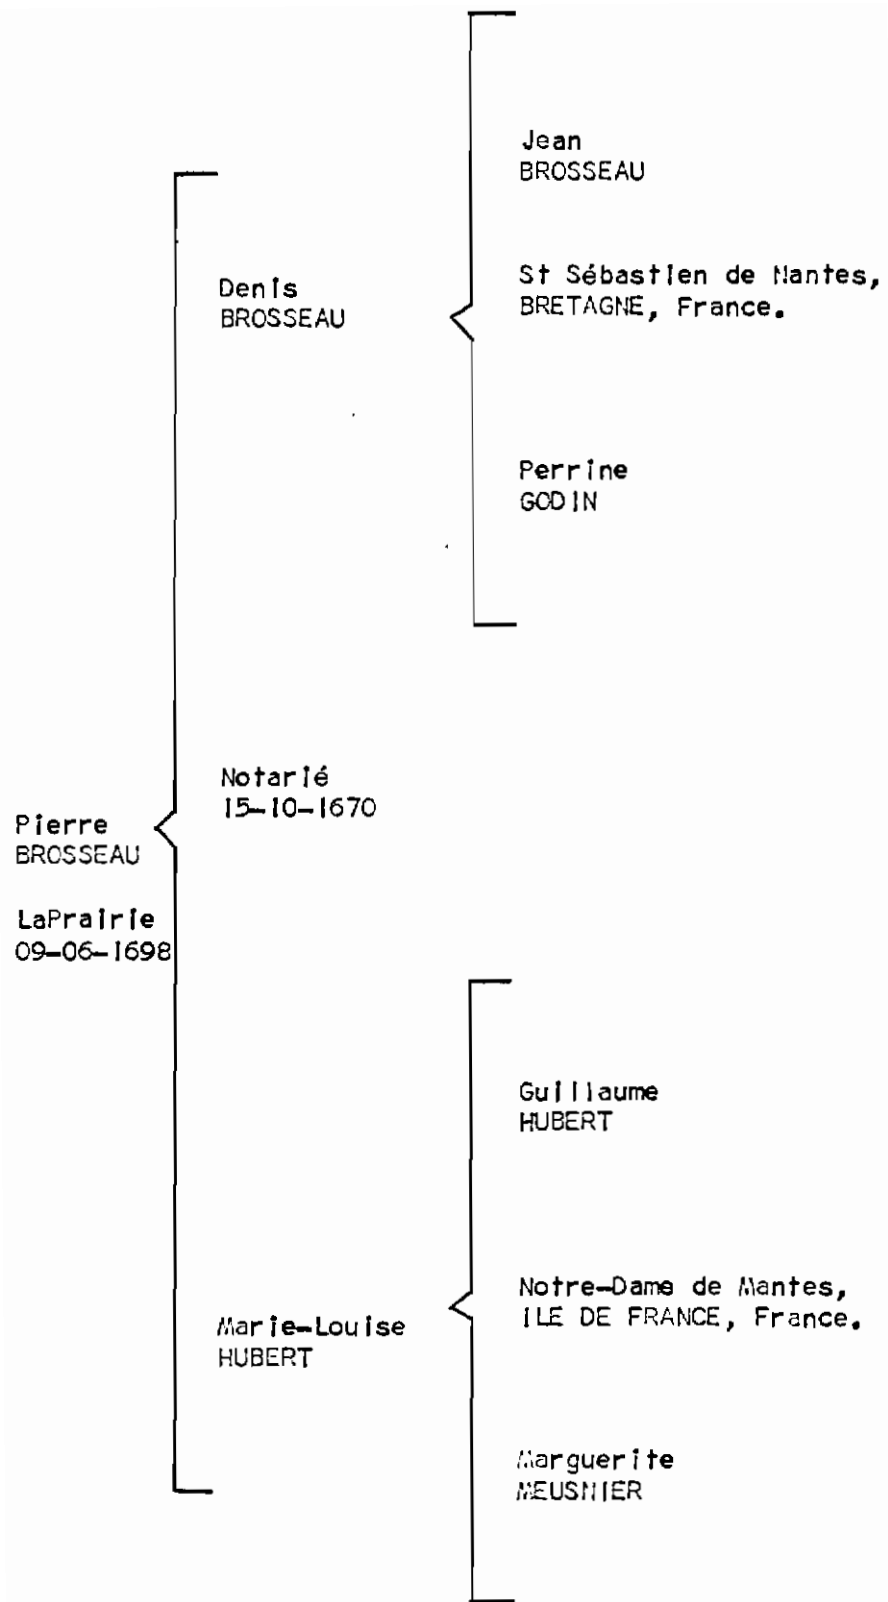 Jean
BROSSEAU
Denis
BROSSEAU
St Sébastien de Nantes,
BRETAGNE, France.
Perrine
GODIN
Notarié
15-10-1670
Pierre
BROSSEAU
LaPrairie
09-06-1698
Guillaume
HUBERT
Marie-Louise
HUBERT
Notre-Dame de Mantes,
ILE DE FRANCE, France.
Marguerite
MEUSNIER